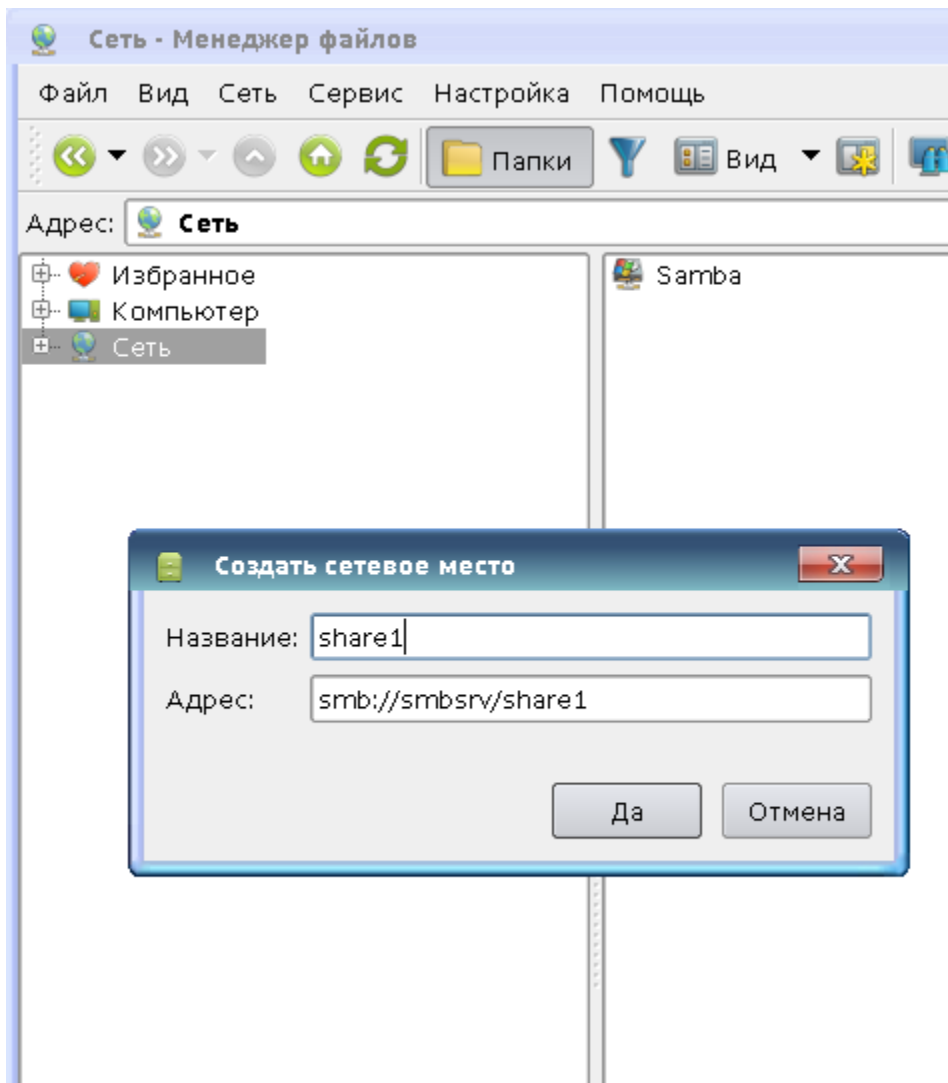 Сеть - Менеджер файлов
Файл Вид Сеть Сервис Настройка Помощь
Папки Вид
Адрес: Сеть
Избранное
Компьютер
Сеть
Samba
Создать сетевое место
Название: share1
Адрес: smb://smbsrv/share1
Да Отмена